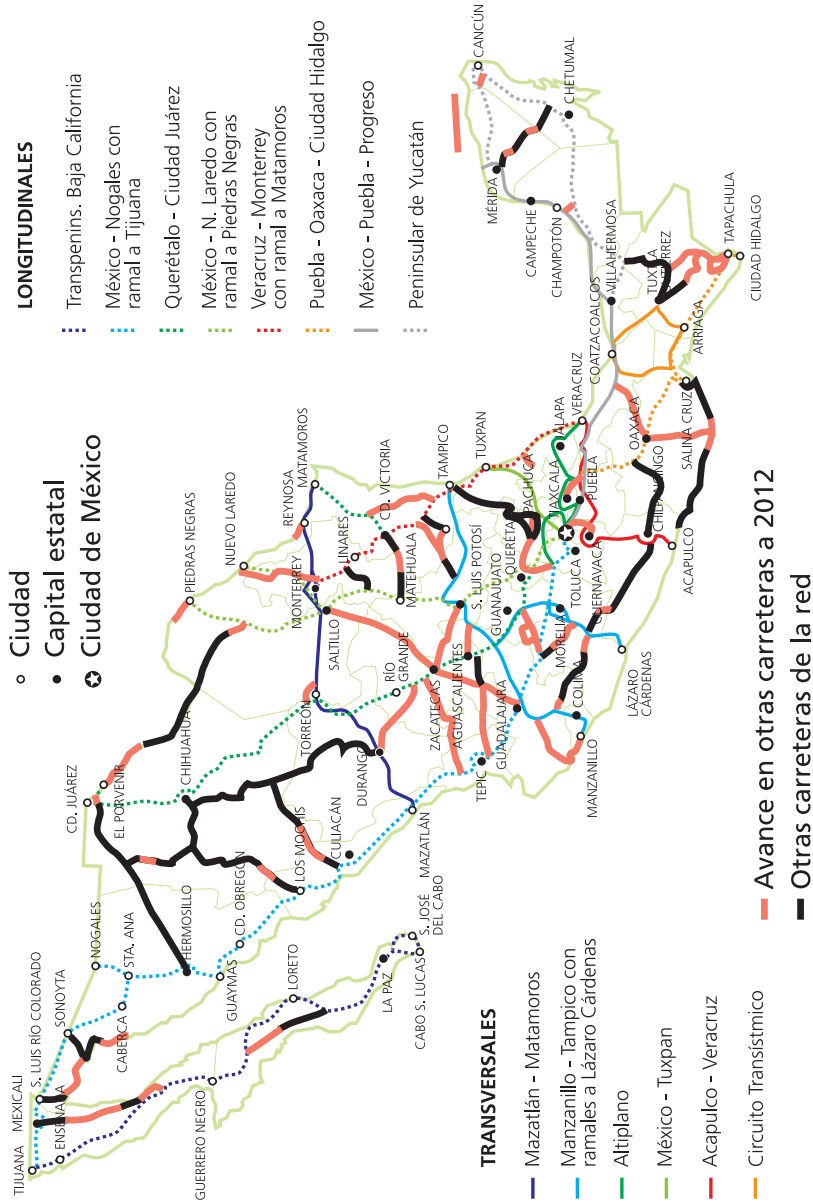 LONGITUDINALES
Transpenins. Baja California
México - Nogales con
ramal a Tijuana
Querétalo - Ciudad Juárez
México - N. Laredo con
ramal a Piedras Negras
Veracruz - Monterrey
con ramal a Matamoros
Puebla - Oaxaca - Ciudad Hidalgo
México - Puebla - Progreso
Peninsular de Yucatán
Ciudad
Capital estatal
Ciudad de México
TIJUANA
MEXICALI
ENSENADA
S. LUIS RÍO COLORADO
SONOYTA
CABERCA
NOGALES
STA. ANA
HERMOSILLO
GUAYMAS
CD. OBREGÓN
LOS MOCHIS
CULIACÁN
MAZATLÁN
GUERRERO NEGRO
LORETO
LA PAZ
S. JOSÉ
DEL CABO
CABO S. LUCAS
CD. JUÁREZ
EL PORVENIR
CHIHUAHUA
TORREÓN
DURANGO
RÍO
GRANDE
PIEDRAS NEGRAS
NUEVO LAREDO
REYNOSA
MATAMOROS
MONTERREY
SALTILLO
LINARES
CD. VICTORIA
MATEHUALA
TAMPICO
TUXPAN
ZACATECAS
AGUASCALIENTES
S. LUIS POTOSÍ
GUANAJUATO
QUERÉTA
PACHUCA
TEPIC
GUADALAJARA
MORELIA
TOLUCA
CUERNAVACA
TLAXCALA
PUEBLA
JALAPA
VERACRUZ
COLIMA
MANZANILLO
LÁZARO
CÁRDENAS
ACAPULCO
CHILPANCINGO
OAXACA
SALINA CRUZ
COATZACOALCOS
ARRIAGA
VILLAHERMOSA
TUXTLA
GUTIÉRREZ
TAPACHULA
CIUDAD HIDALGO
CHAMPOTÓN
CAMPECHE
MÉRIDA
CANCÚN
CHETUMAL
TRANSVERSALES
Mazatlán - Matamoros
Manzanillo - Tampico con
ramales a Lázaro Cárdenas
Altiplano
México - Tuxpan
Acapulco - Veracruz
Circuito Transístmico
Avance en otras carreteras a 2012
Otras carreteras de la red